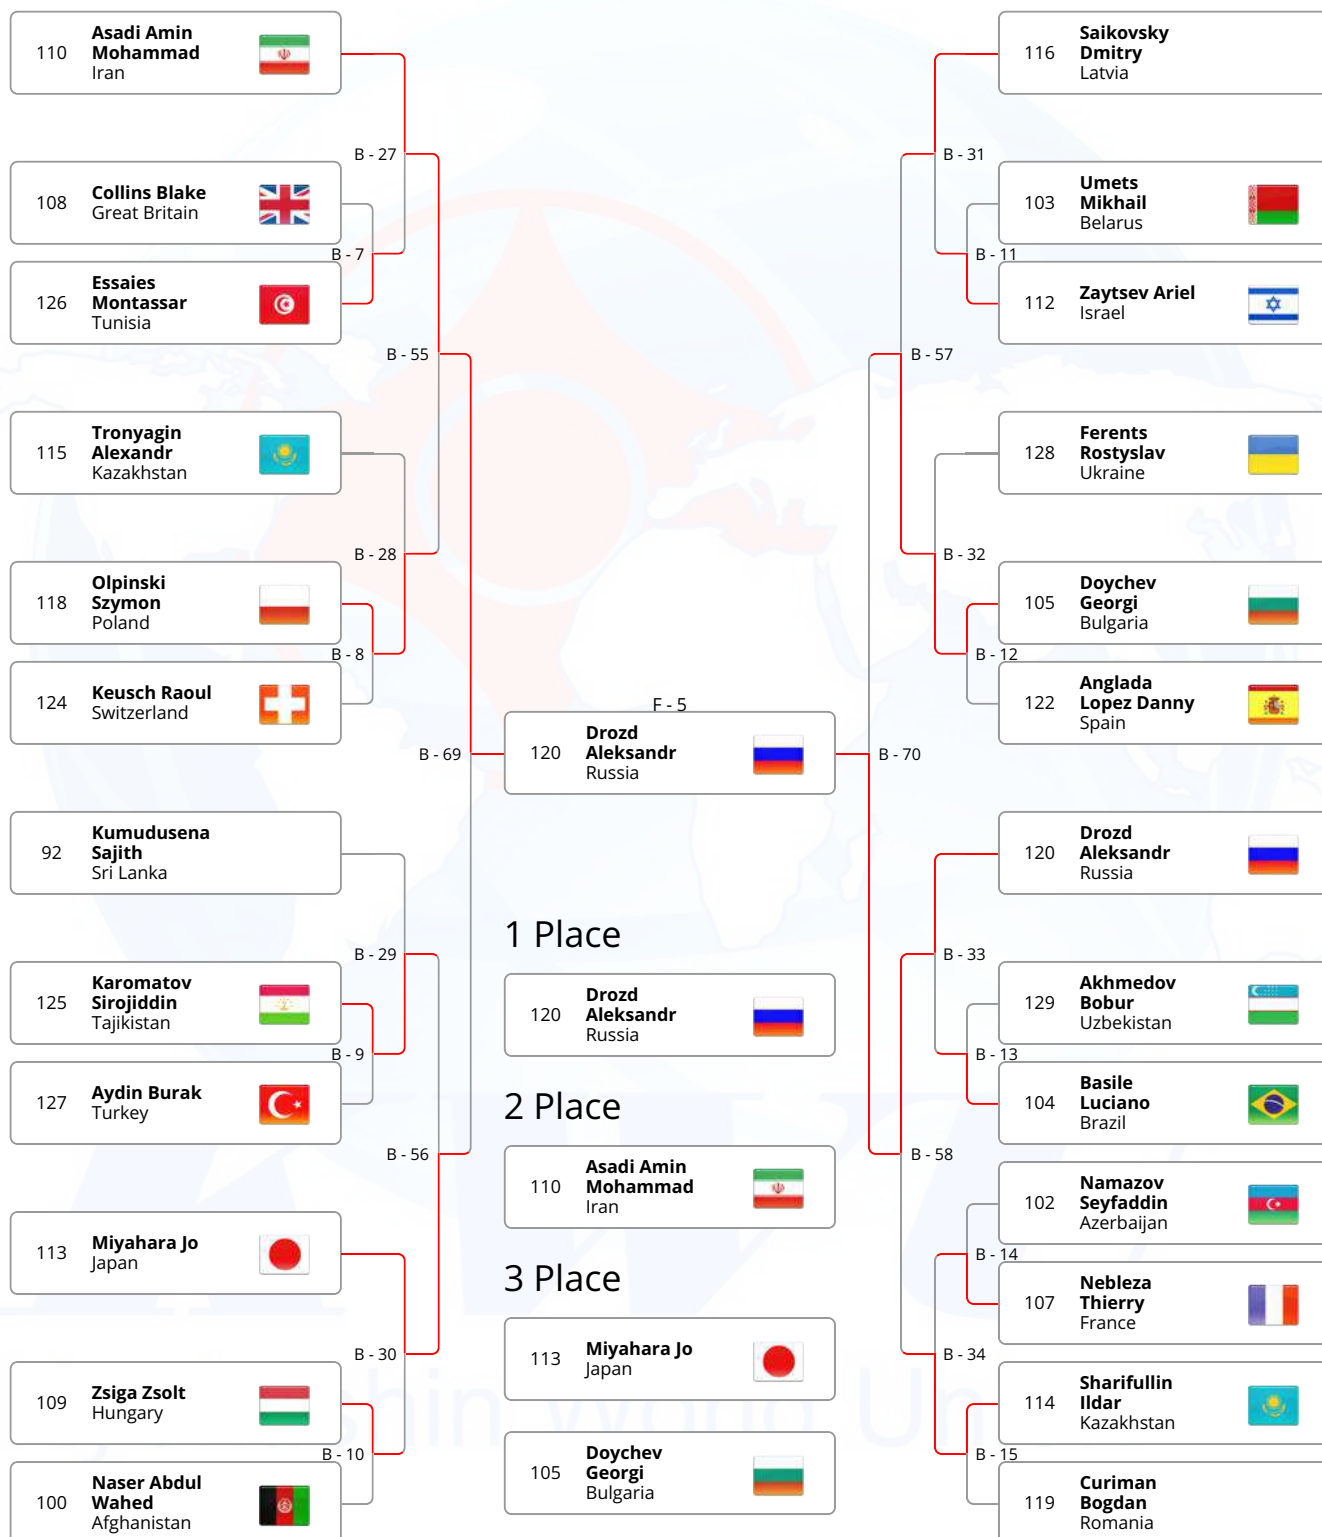 110
Asadi Amin
Mohammad
Iran
B - 27
108
Collins Blake
Great Britain
B - 7
126
Essaies
Montassar
Tunisia
B - 55
115
Tronyagin
Alexandr
Kazakhstan
B - 28
118
Olpinski
Szymon
Poland
B - 8
124
Keusch Raoul
Switzerland
B - 69
92
Kumudusena
Sajith
Sri Lanka
B - 29
125
Karomatov
Sirojiddin
Tajikistan
B - 9
127
Aydin Burak
Turkey
B - 56
113
Miyahara Jo
Japan
B - 30
109
Zsiga Zsolt
Hungary
B - 10
100
Naser Abdul
Wahed
Afghanistan
F - 5
120
Drozd
Aleksandr
Russia
1 Place
120
Drozd
Aleksandr
Russia
2 Place
110
Asadi Amin
Mohammad
Iran
3 Place
113
Miyahara Jo
Japan
105
Doychev
Georgi
Bulgaria
116
Saikovsky
Dmitry
Latvia
B - 31
103
Umets
Mikhail
Belarus
B - 11
112
Zaytsev Ariel
Israel
B - 57
128
Ferents
Rostyslav
Ukraine
B - 32
105
Doychev
Georgi
Bulgaria
B - 12
122
Anglada
Lopez Danny
Spain
B - 70
120
Drozd
Aleksandr
Russia
B - 33
129
Akhmedov
Bobur
Uzbekistan
B - 13
104
Basile
Luciano
Brazil
B - 58
102
Namazov
Seyfaddin
Azerbaijan
B - 14
107
Nebleza
Thierry
France
B - 34
114
Sharifullin
Ildar
Kazakhstan
B - 15
119
Curiman
Bogdan
Romania